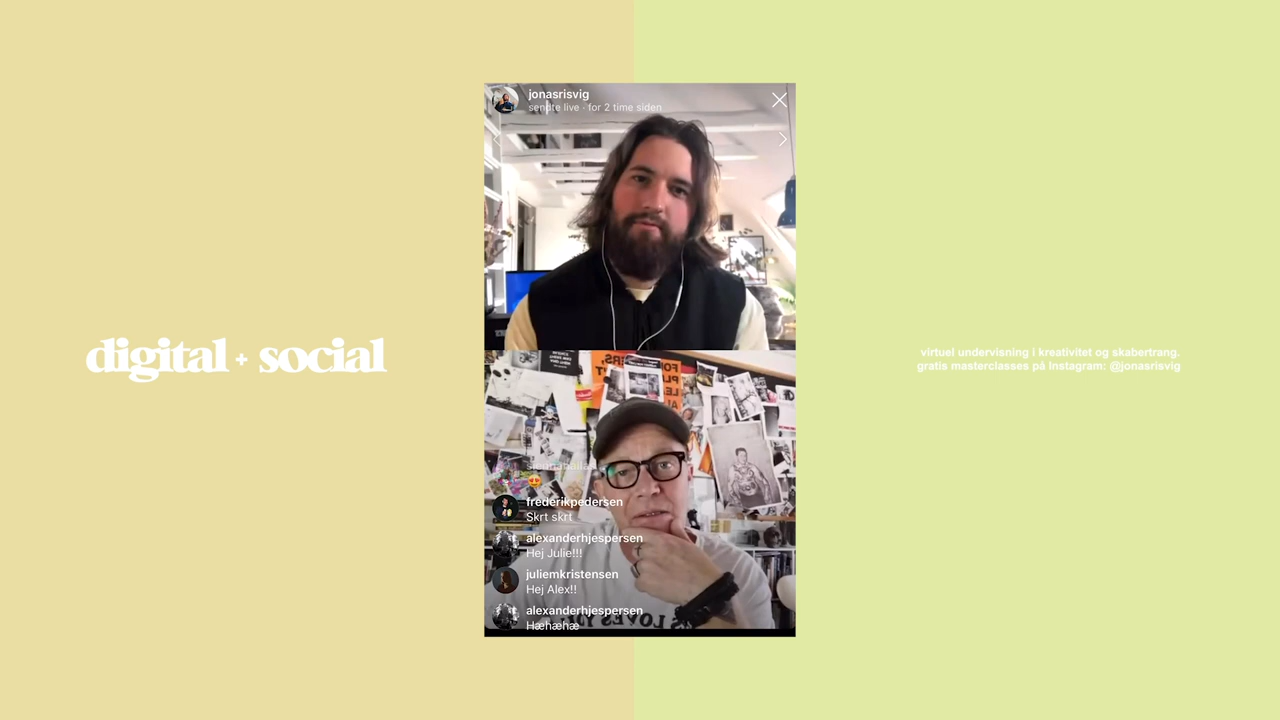 jonasrisvig
sendte live · for 2 time siden
digital + social
virtuel undervisning i kreativitet og skabertrang.
gratis masterclasses på Instagram: @jonasrisvig
😍
frederikpedersen
Skrt skrt
alexanderhjespersen
Hej Julie!!!
juliemkristensen
Hej Alex!!
alexanderhjespersen
Hæhæhæ
LOVES